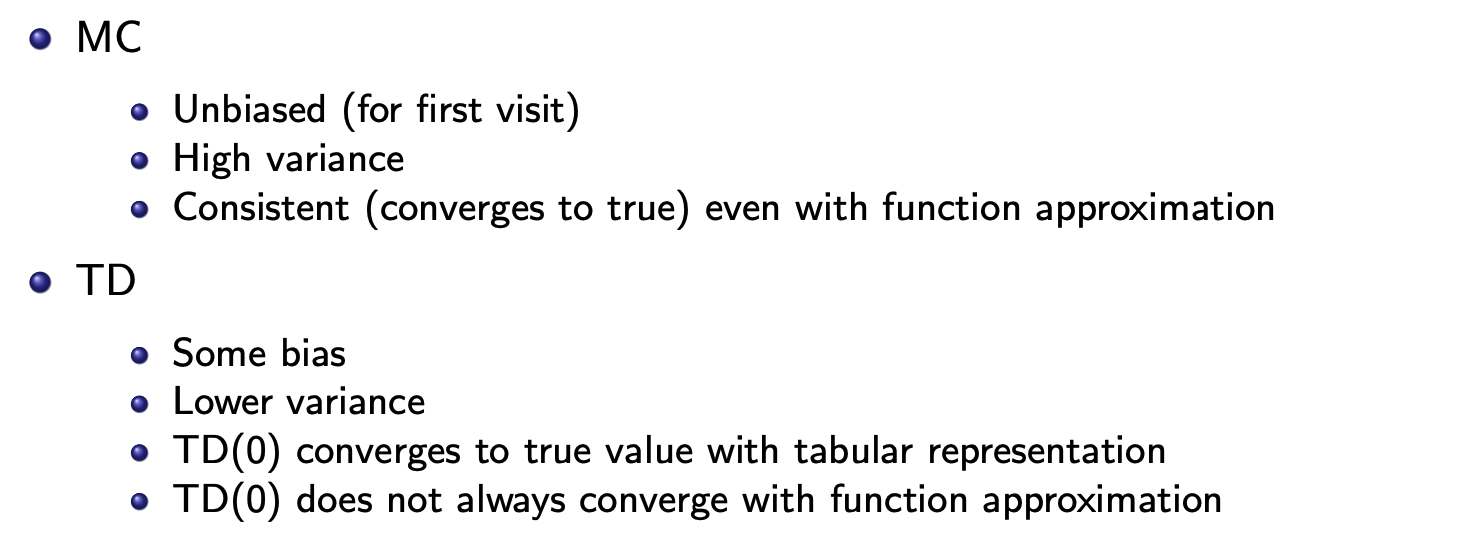 MC
Unbiased (for first visit)
High variance
Consistent (converges to true) even with function approximation
TD
Some bias
Lower variance
TD(0) converges to true value with tabular representation
TD(0) does not always converge with function approximation